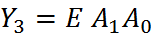 Y₃ = E A₁A₀